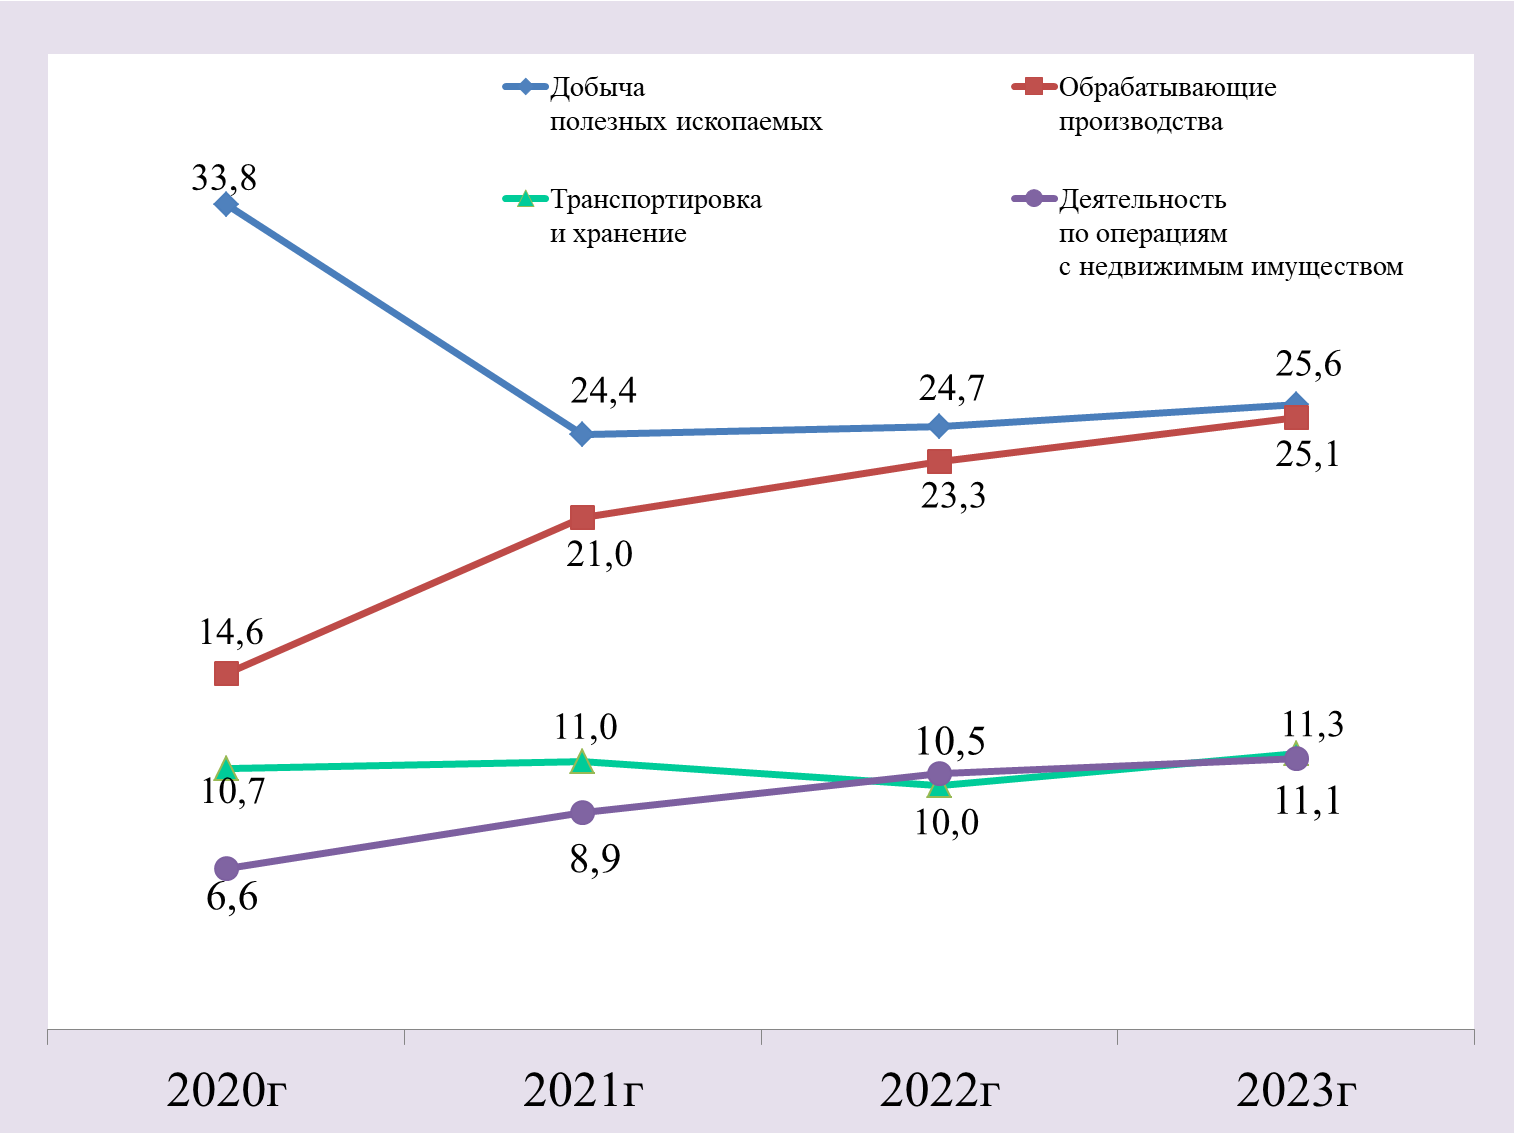 Добыча
полезных ископаемых
Обрабатывающие
производства
Транспортировка
и хранение
Деятельность
по операциям
с недвижимым имуществом
33,8
24,4
24,7
25,6
14,6
21,0
23,3
25,1
10,7
11,0
10,0
11,3
6,6
8,9
10,5
11,1
2020г
2021г
2022г
2023г